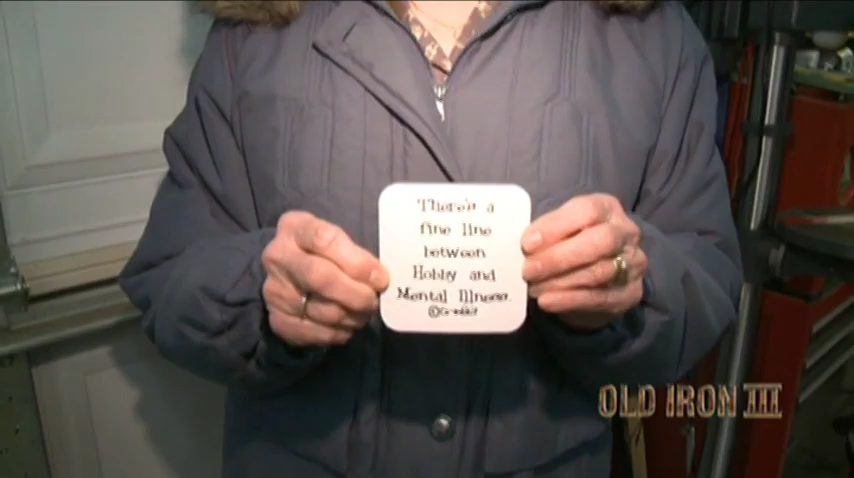 There's a
fine line
between
Hobby and
Mental Illness.
OLD IRON III